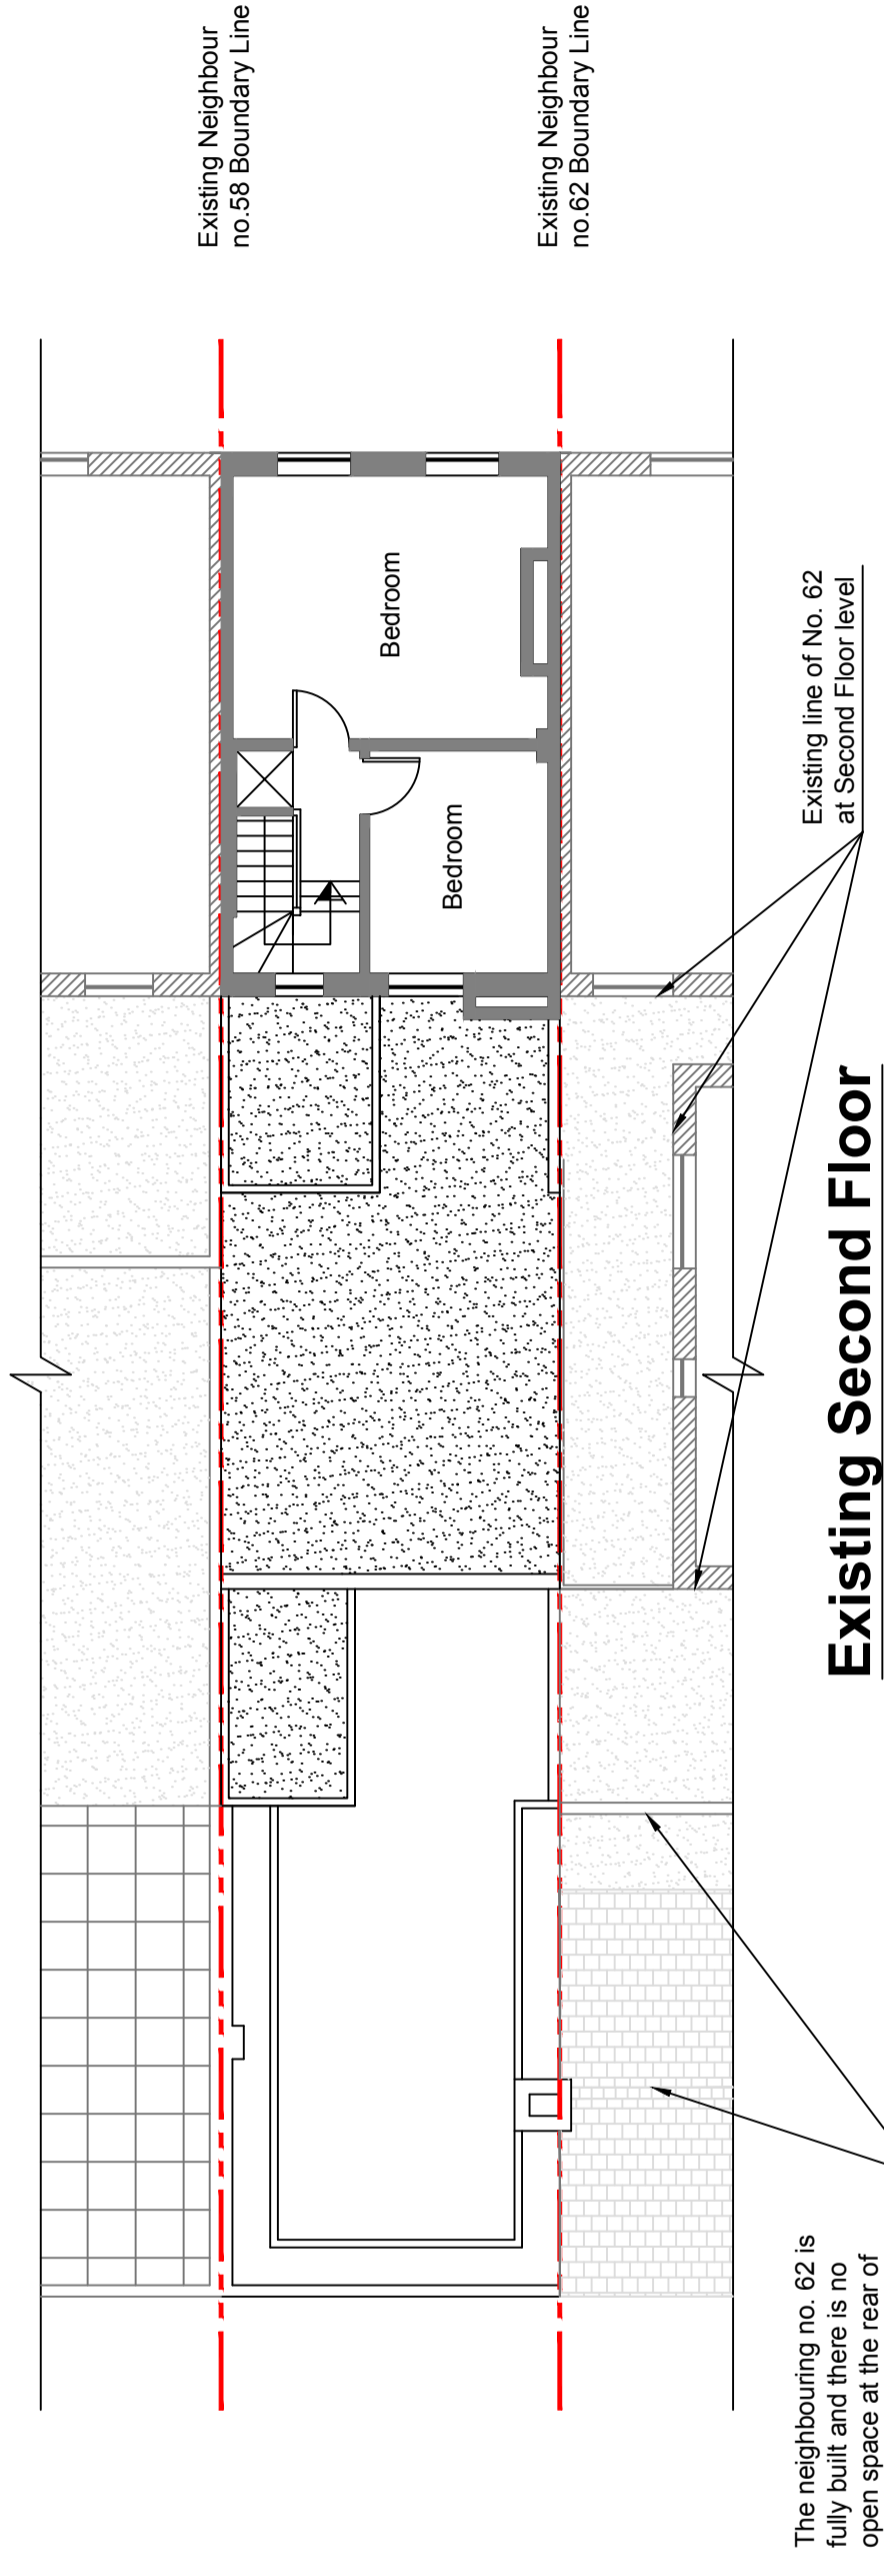 Existing Neighbour
no.58 Boundary Line
Existing Neighbour
no.62 Boundary Line
Bedroom
Bedroom
Existing line of No. 62
at Second Floor level
Existing Second Floor
The neighbouring no. 62 is
fully built and there is no
open space at the rear of